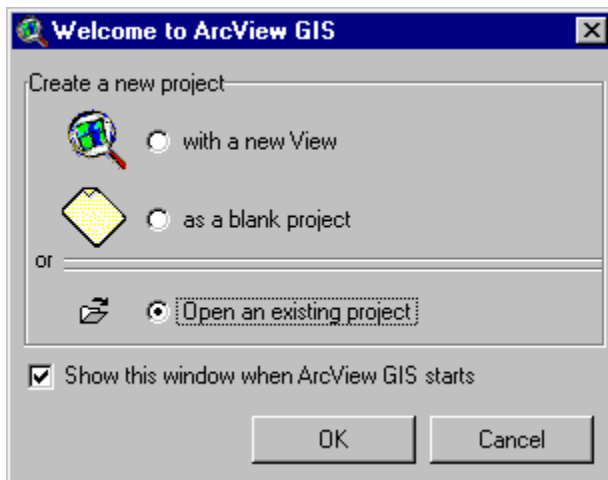 Welcome to ArcView GIS
Create a new project
with a new View
as a blank project
or
Open an existing project
Show this window when ArcView GIS starts
OK
Cancel